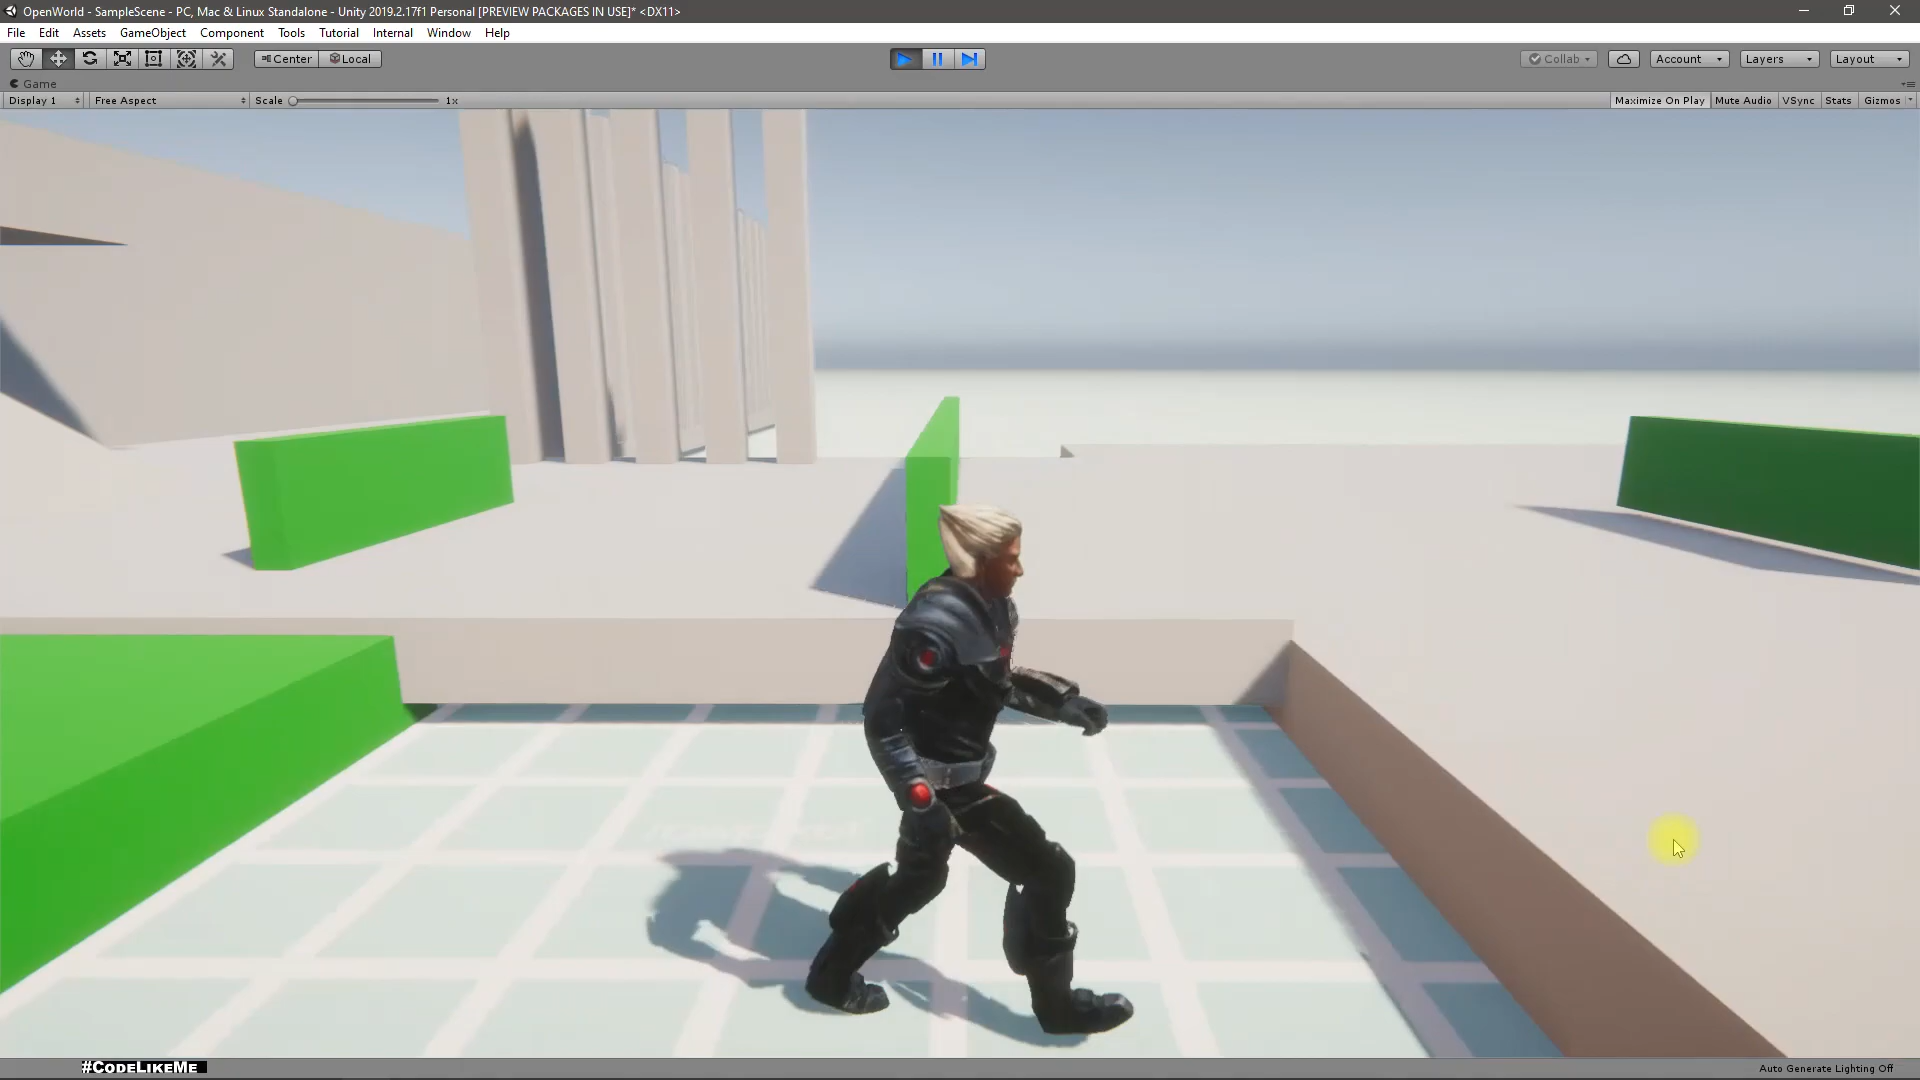 OpenWorld - SampleScene - PC, Mac & Linux Standalone - Unity 2019.2.17f1 Personal [PREVIEW PACKAGES IN USE]* <DX11>
File Edit Assets GameObject Component Tools Tutorial Internal Window Help
Center Local Collab Account Layers Layout
Game
Display 1 Free Aspect Scale 1x Maximize On Play Mute Audio VSync Stats Gizmos
#CodeLikeMe Auto Generate Lighting Off